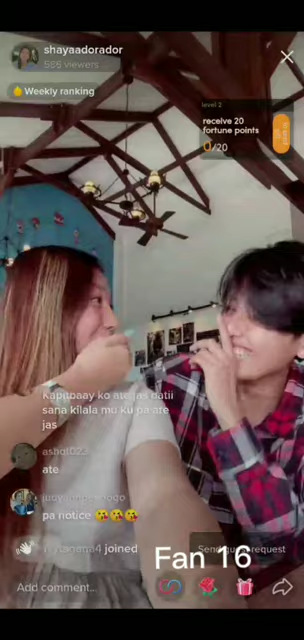 shayaadorador
586 viewers
Weekly ranking
level 2
receive 20
fortune points
0/20
Kapitbaay ko ate jas natii
sana kilala mu ku pa ate
jas
ashqt022
ate
pa notice 😘😘😘
joined
Fan 16
Add comment...